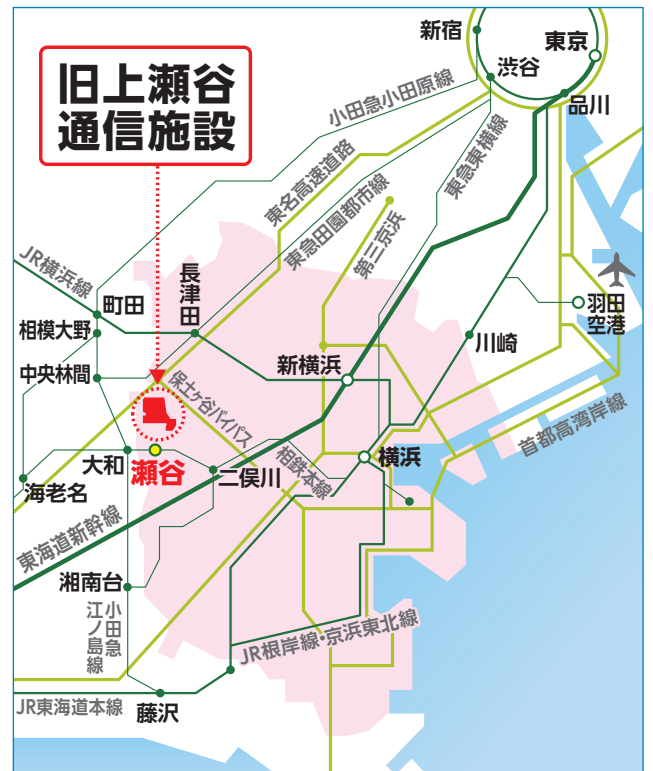 新宿
東京
旧上瀬谷
通信施設
渋谷
品川
小田急小田原線
東急東横線
東名高速道路
東急田園都市線
第三京浜
JR横浜線
長津田
町田
羽田
空港
相模大野
川崎
新横浜
中央林間
保土ヶ谷バイパス
首都高湾岸線
大和
瀬谷
二俣川
相鉄本線
横浜
海老名
東海道新幹線
湘南台
小田急
江ノ島線
JR根岸線・京浜東北線
JR東海道本線
藤沢